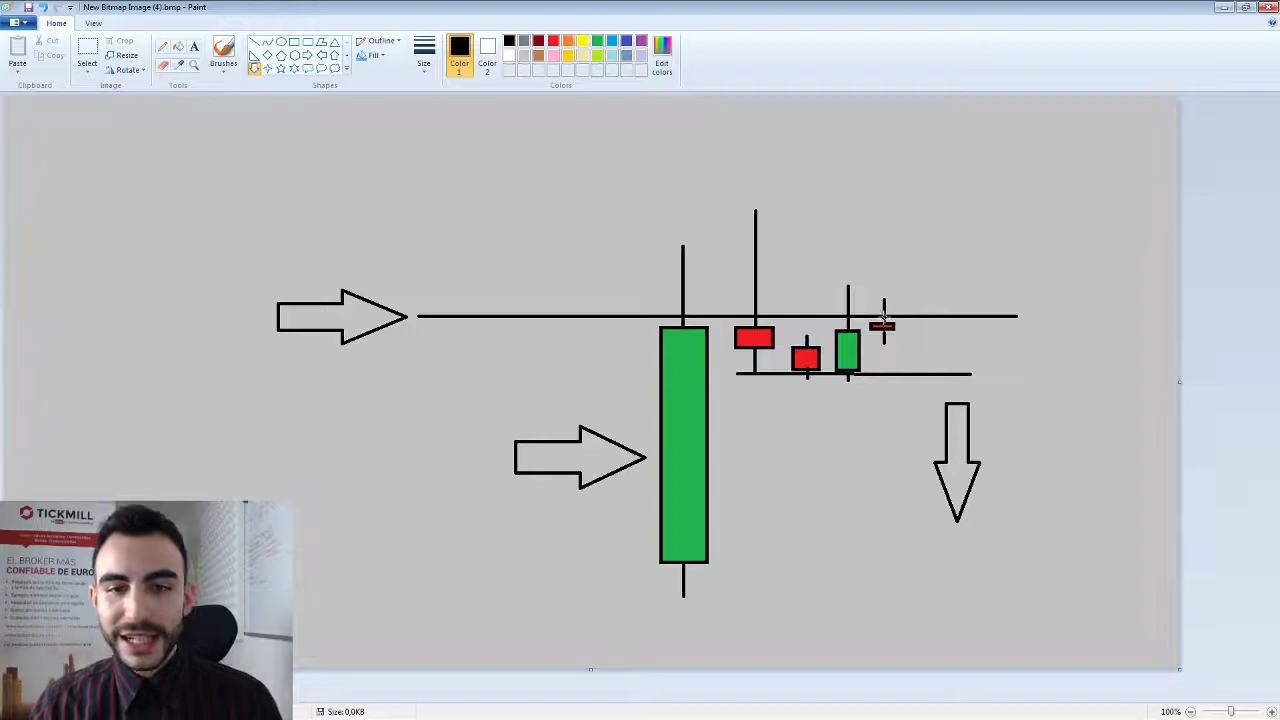 New Bitmap Image (4).bmp - Paint
Home
View
Paste
Cut
Copy
Clipboard
Select
Crop
Resize
Rotate
Image
A
Tools
Brushes
Shapes
Outline
Fill
Size
Color
1
Color
2
Edit
colors
Colors
TICKMILL
EL BROKER MÁS
CONFIABLE DE EURO
Size: 0,0KB
100%